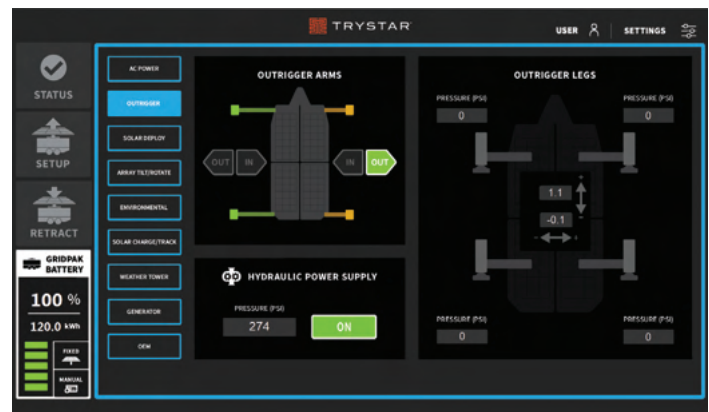 TRYSTAR
USER
SETTINGS
STATUS
SETUP
RETRACT
GRIDPAK
BATTERY
100 %
120.0 kWh
FIXED
MANUAL
AC POWER
OUTRIGGER
SOLAR DEPLOY
ARRAY TILT/ROTATE
ENVIRONMENTAL
SOLAR CHARGE/TRACK
WEATHER TOWER
GENERATOR
OEM
OUTRIGGER ARMS
OUT IN
IN OUT
HYDRAULIC POWER SUPPLY
PRESSURE (PSI)
274
ON
OUTRIGGER LEGS
PRESSURE (PSI)
0
PRESSURE (PSI)
0
1.1
+
-
-0.1
- +
PRESSURE (PSI)
0
PRESSURE (PSI)
0